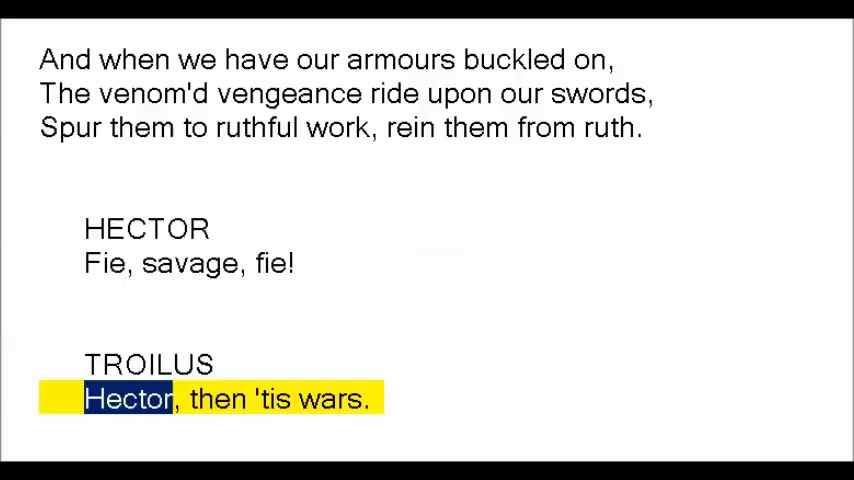 And when we have our armours buckled on,
The venom'd vengeance ride upon our swords,
Spur them to ruthful work, rein them from ruth.
HECTOR
Fie, savage, fie!
TROILUS
Hector, then 'tis wars.